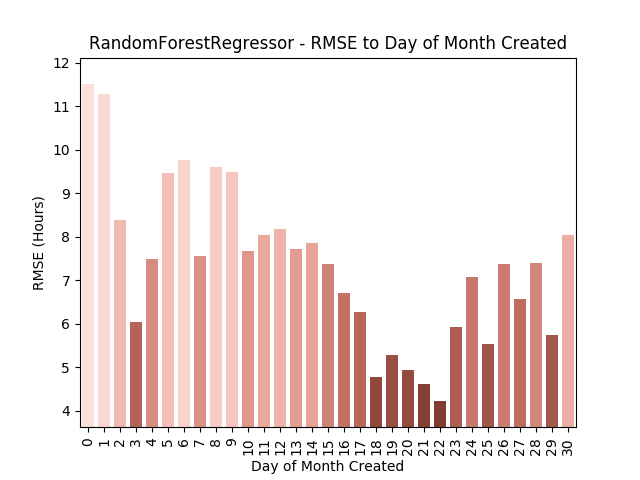 RandomForestRegressor - RMSE to Day of Month Created
12
11
10
9
8
7
6
5
4
RMSE (Hours)
0 1 2 3 4 5 6 7 8 9 10 11 12 13 14 15 16 17 18 19 20 21 22 23 24 25 26 27 28 29 30
Day of Month Created